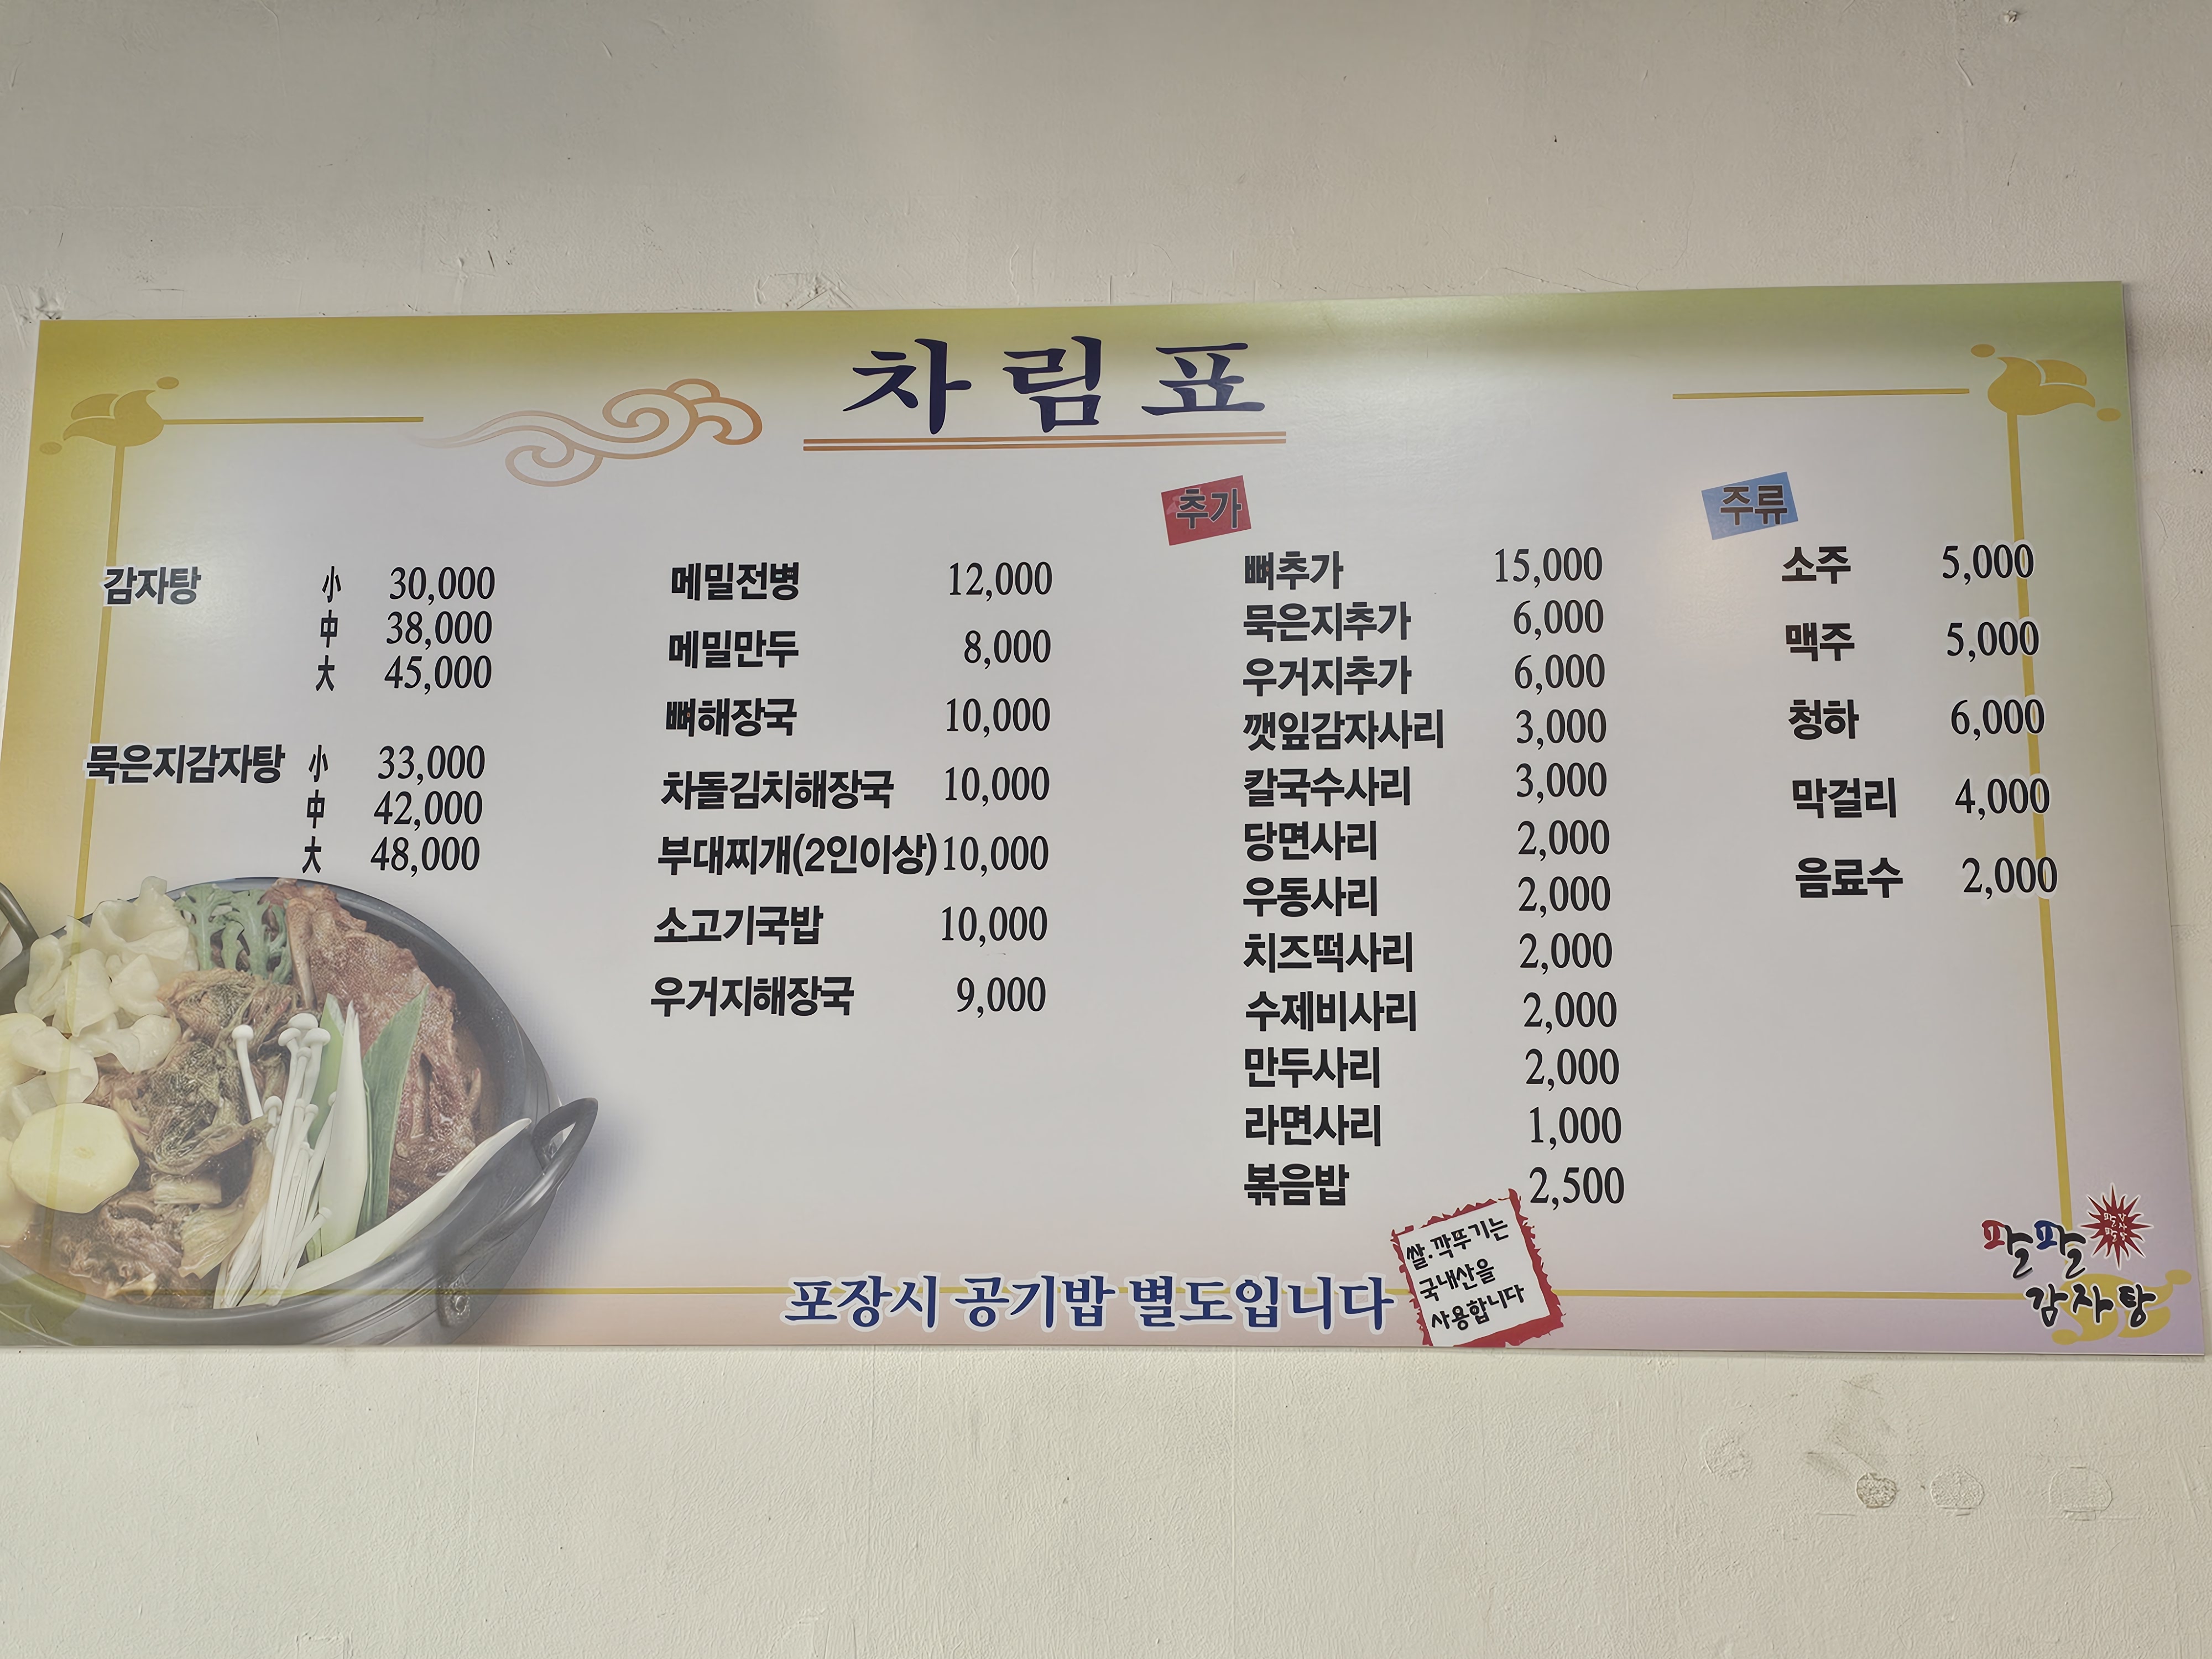 차림표
감자탕 小 30,000
中 38,000
大 45,000
묵은지감자탕 小 33,000
中 42,000
大 48,000
메밀전병 12,000
메밀만두 8,000
뼈해장국 10,000
차돌김치해장국 10,000
부대찌개(2인이상) 10,000
소고기국밥 10,000
우거지해장국 9,000
추가
뼈추가 15,000
묵은지추가 6,000
우거지추가 6,000
깻잎감자사리 3,000
칼국수사리 3,000
당면사리 2,000
우동사리 2,000
치즈떡사리 2,000
수제비사리 2,000
만두사리 2,000
라면사리 1,000
볶음밥 2,500
주류
소주 5,000
맥주 5,000
청하 6,000
막걸리 4,000
음료수 2,000
포장시 공기밥 별도입니다
쌀.깍뚜기는
국내산을
사용합니다
팔팔
감자탕